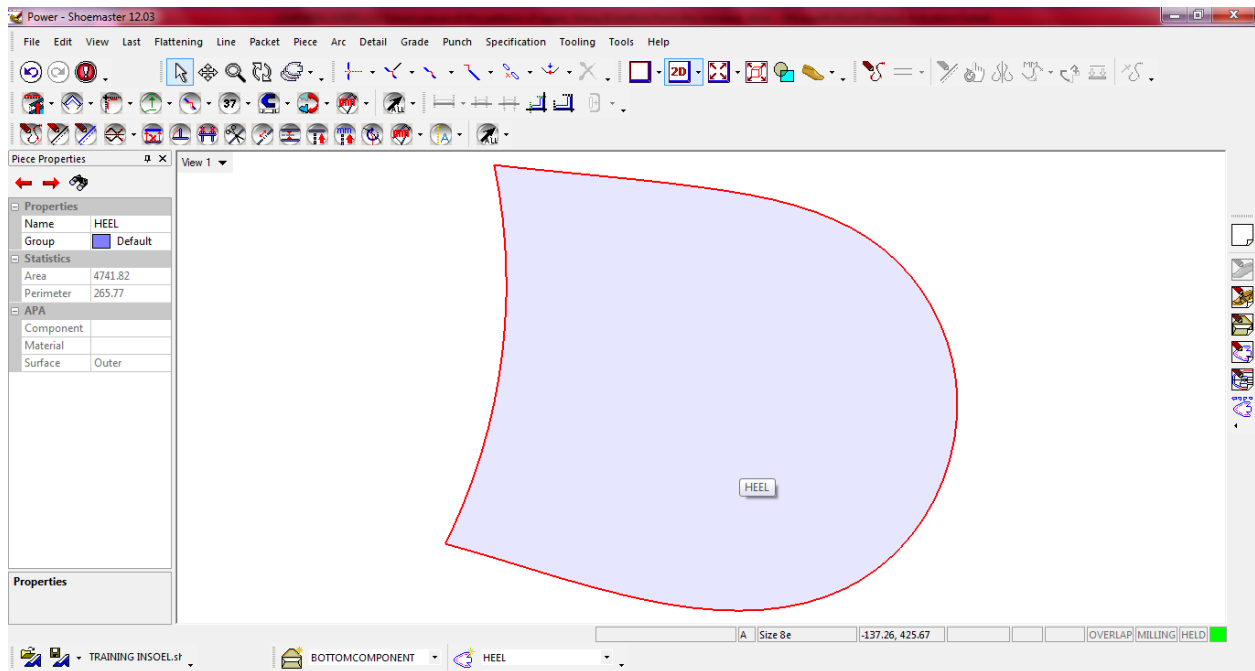 Power - Shoemaster 12.03
File Edit View Last Flattening Line Packet Piece Arc Detail Grade Punch Specification Tooling Tools Help
2D
37
Piece Properties
View 1
Properties
Name HEEL
Group Default
Statistics
Area 4741.82
Perimeter 265.77
APA
Component
Material
Surface Outer
HEEL
Properties
A Size 8e -137.26, 425.67 OVERLAP MILLING HELD
TRAINING INSOEL.sh BOTTOMCOMPONENT HEEL